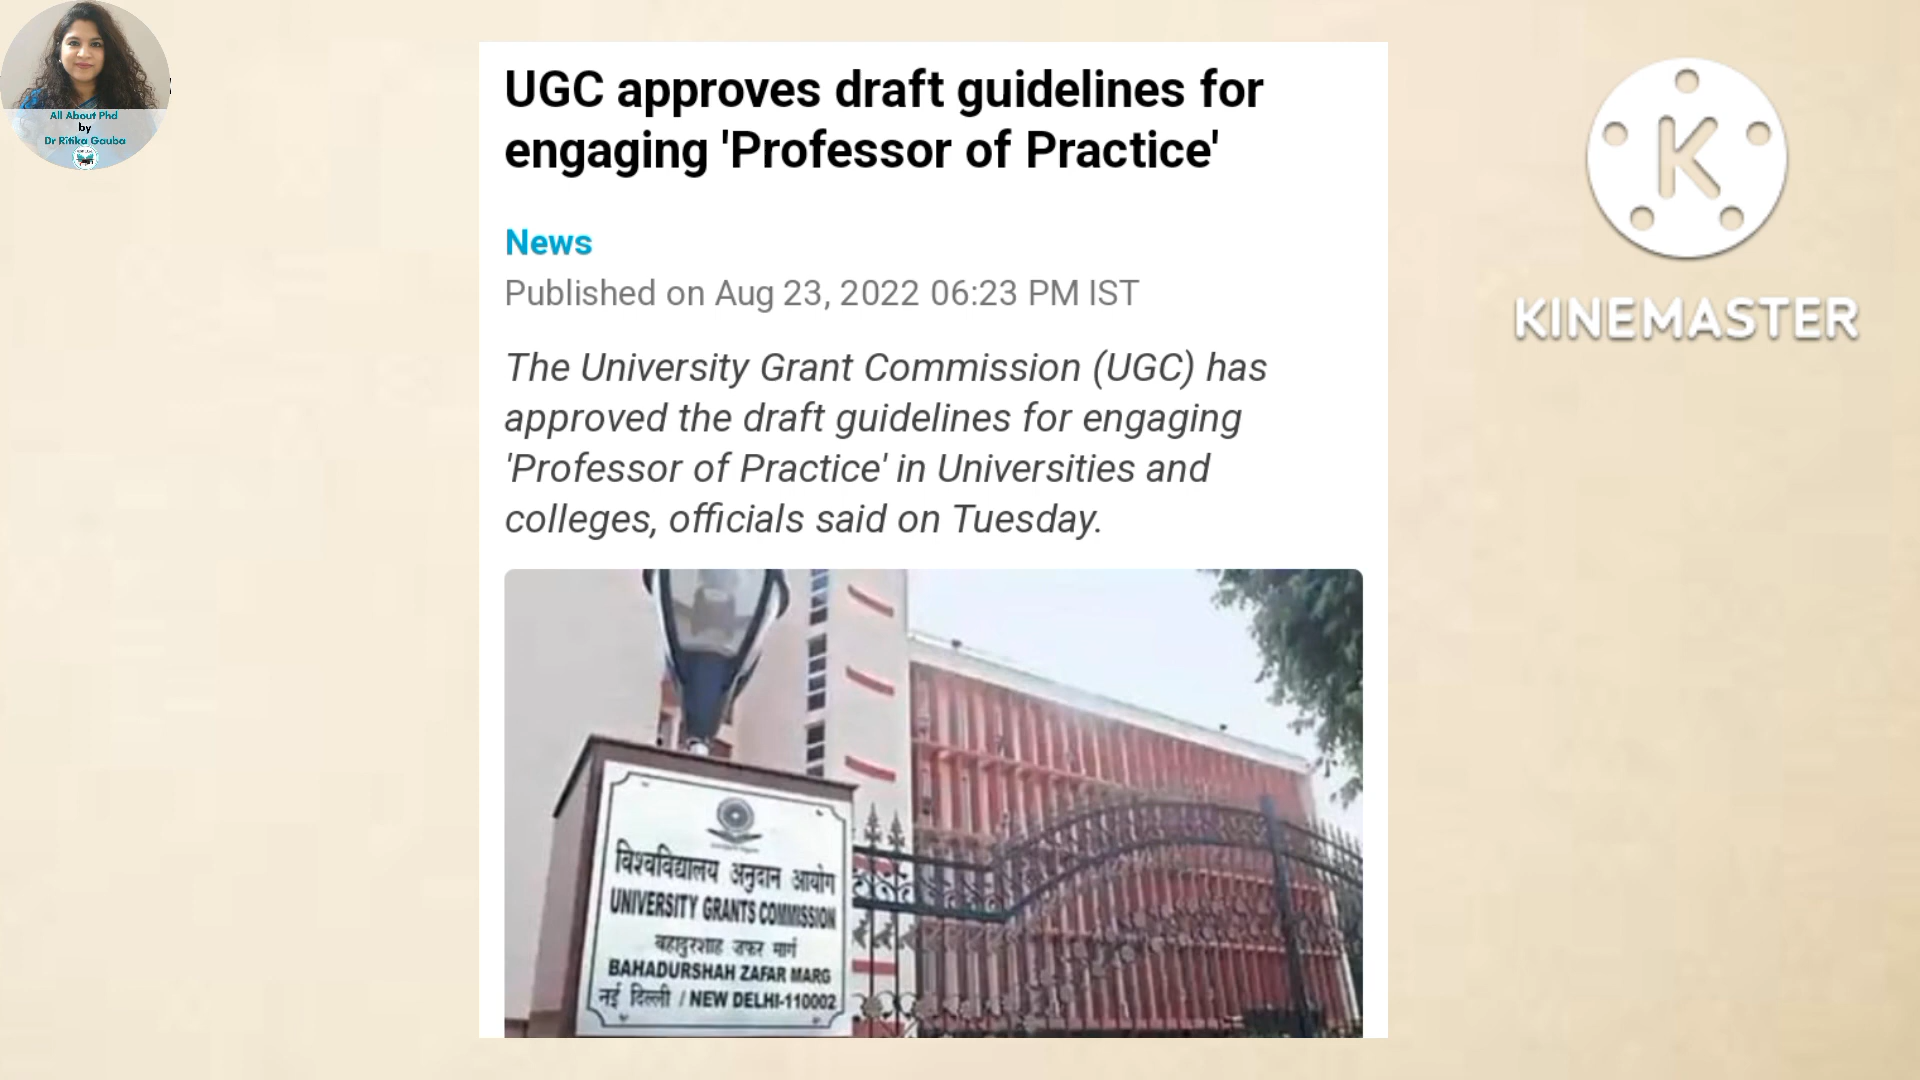 All About Phd
by
Dr Ritika Gauba
UGC approves draft guidelines for
engaging 'Professor of Practice'
News
Published on Aug 23, 2022 06:23 PM IST
The University Grant Commission (UGC) has
approved the draft guidelines for engaging
'Professor of Practice' in Universities and
colleges, officials said on Tuesday.
K
KINEMASTER
विश्वविद्यालय अनुदान आयोग
UNIVERSITY GRANTS COMMISSION
बहादुरशाह जफर मार्ग
BAHADURSHAH ZAFAR MARG
नई दिल्ली / NEW DELHI-110002